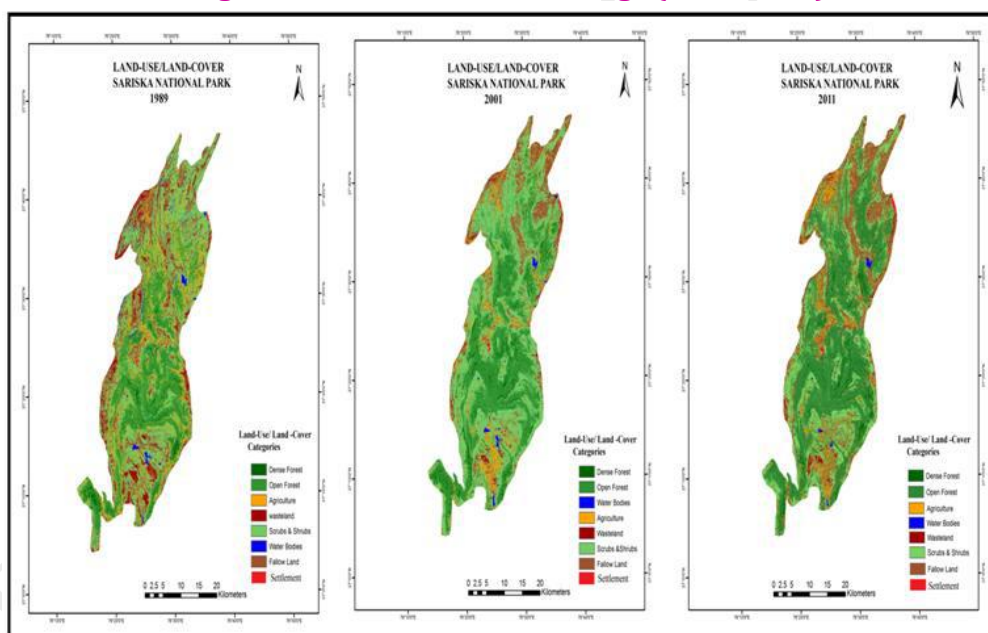 LAND-USE/LAND-COVER
SARISKA NATIONAL PARK
1989
N
Land-Use/ Land -Cover
Categories
Dense Forest
Open Forest
Agriculture
wasteland
Scrubs & Shrubs
Water Bodies
Fallow Land
Settlement
0 2.5 5 10 15 20
Kilometers
LAND-USE/LAND-COVER
SARISKA NATIONAL PARK
2001
N
Land-Use/ Land -Cover
Categories
Dense Forest
Open Forest
Water Bodies
Agriculture
Wasteland
Scrubs &Shrubs
Fallow Land
Settlement
0 2.5 5 10 15 20
Kilometers
LAND-USE/LAND-COVER
SARISKA NATIONAL PARK
2011
N
Land-Use/ Land -Cover
Categories
Dense Forest
Open Forest
Agriculture
Water Bodies
Wasteland
Scrubs & Shrubs
Fallow Land
Settlement
0 2.5 5 10 15 20
Kilometers